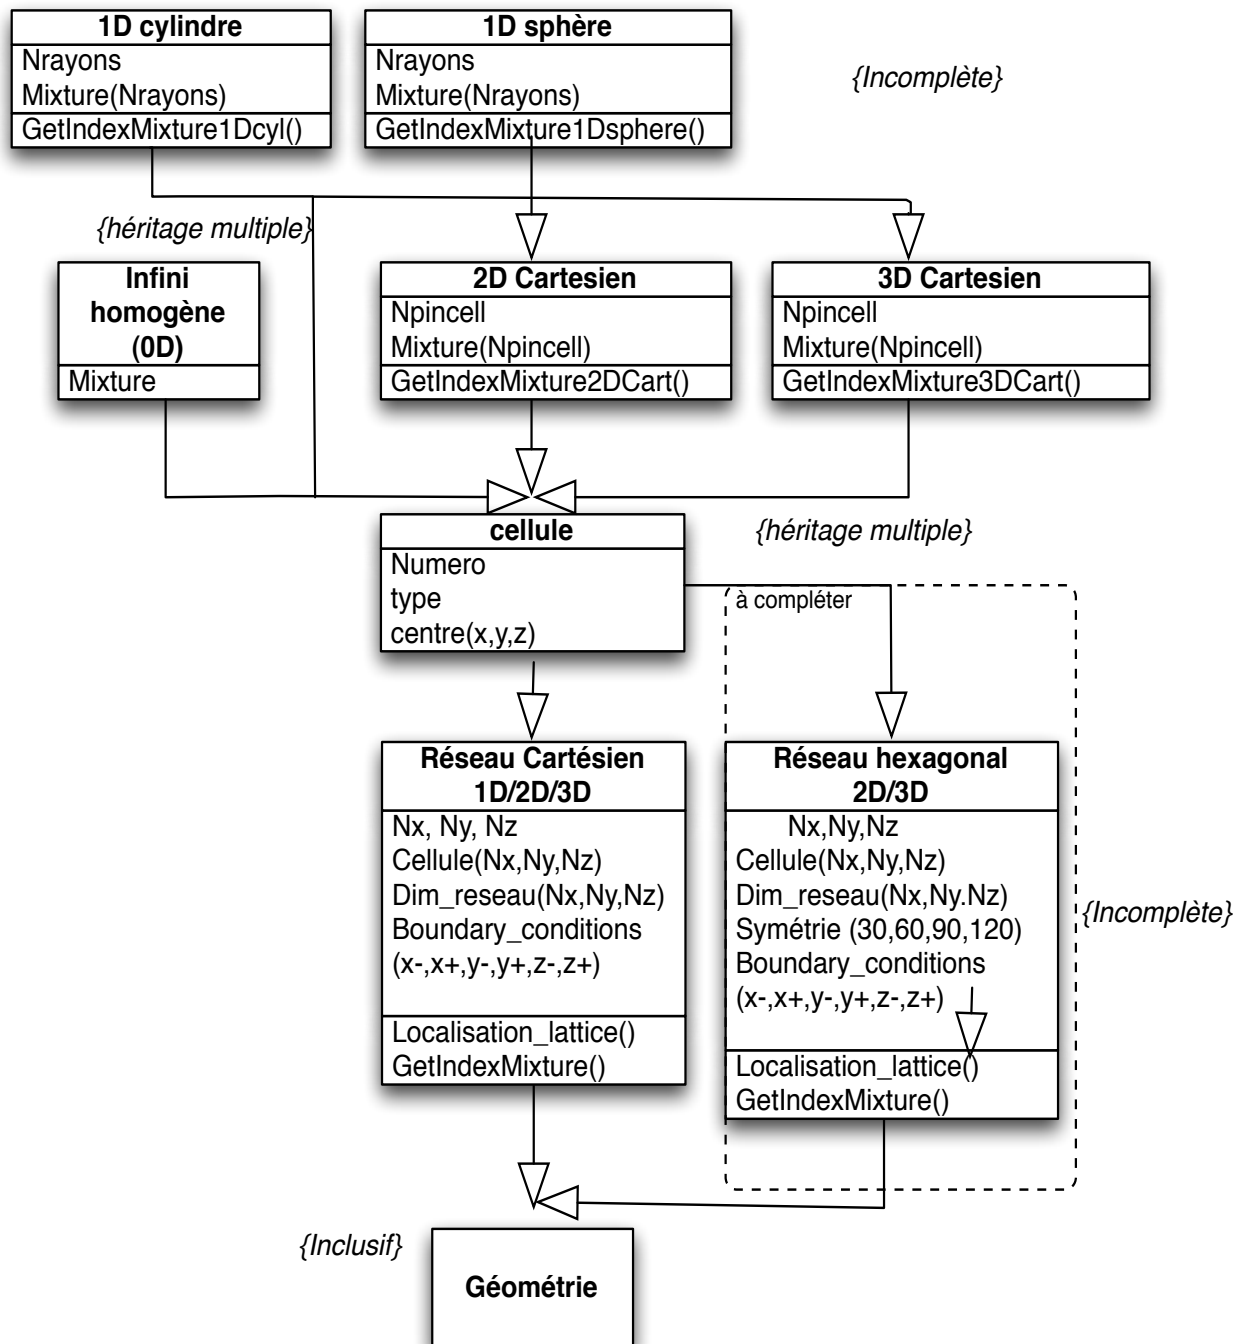 1D cylindre
Nrayons
Mixture(Nrayons)
GetIndexMixture1Dcyl()
1D sphère
Nrayons
Mixture(Nrayons)
GetIndexMixture1Dsphere()
{Incomplète}
{héritage multiple}
Infini
homogène
(0D)
Mixture
2D Cartesien
Npincell
Mixture(Npincell)
GetIndexMixture2DCart()
3D Cartesien
Npincell
Mixture(Npincell)
GetIndexMixture3DCart()
cellule
Numero
type
centre(x,y,z)
{héritage multiple}
à compléter
Réseau Cartésien
1D/2D/3D
Nx, Ny, Nz
Cellule(Nx,Ny,Nz)
Dim_reseau(Nx,Ny,Nz)
Boundary_conditions
(x-,x+,y-,y+,z-,z+)
Localisation_lattice()
GetIndexMixture()
Réseau hexagonal
2D/3D
Nx,Ny,Nz
Cellule(Nx,Ny,Nz)
Dim_reseau(Nx,Ny.Nz)
Symétrie (30,60,90,120)
Boundary_conditions
(x-,x+,y-,y+,z-,z+)
Localisation_lattice()
GetIndexMixture()
{Incomplète}
{Inclusif}
Géométrie